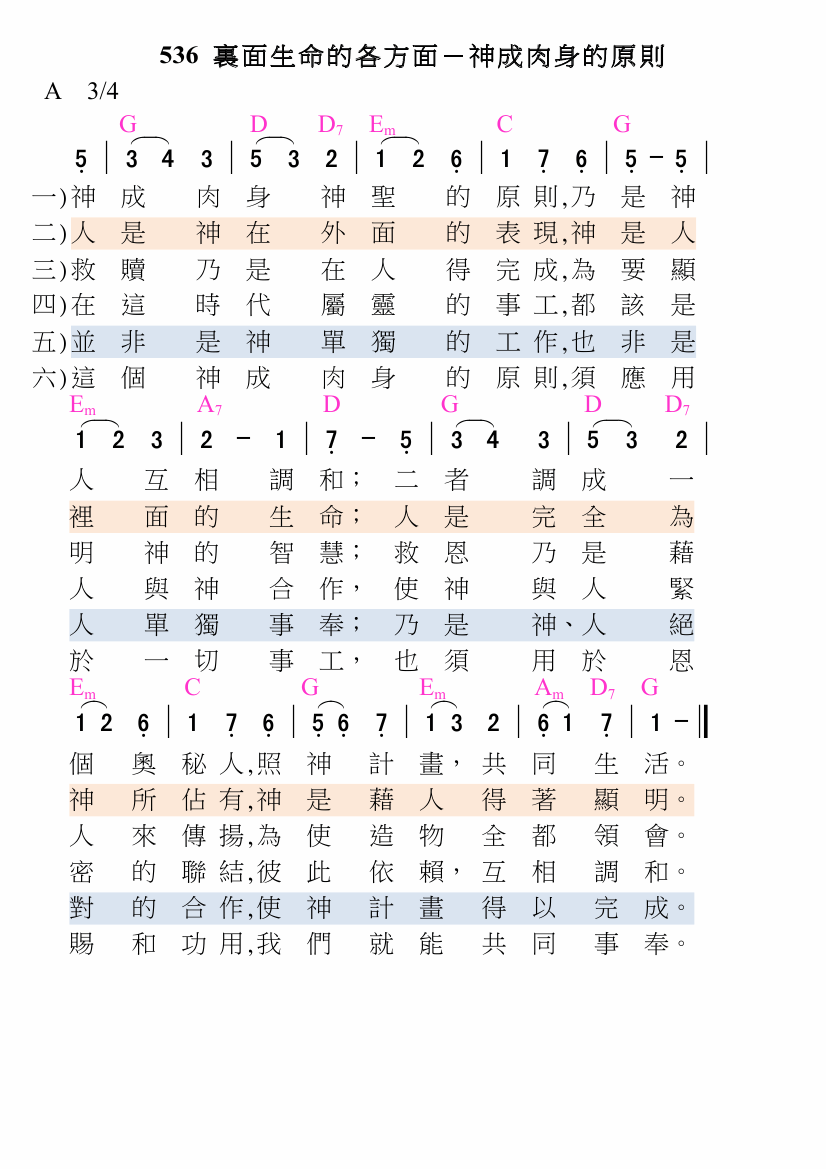 536 裏面生命的各方面－神成肉身的原則
A 3/4
G D D7 Em C G
5 | 3 4 3 | 5 3 2 | 1 2 6 | 1 7 6 | 5 - 5 |
一)神成肉身神聖的原則,乃是神
二)人是神在外面的表現,神是人
三)救贖乃是在人得完成,為要顯
四)在這時代屬靈的事工,都該是
五)並非是神單獨的工作,也非是
六)這個神成肉身的原則,須應用
Em A7 D G D D7
1 2 3 | 2 - 1 | 7 - 5 | 3 4 3 | 5 3 2 |
人互相調和；二者調成一
裡面的生命；人是完全為
明神的智慧；救恩乃是藉
人與神合作，使神與人緊
人單獨事奉；乃是神、人絕
於一切事工，也須用於恩
Em C G Em Am D7 G
1 2 6 | 1 7 6 | 5 6 7 | 1 3 2 | 6 1 7 | 1 - ‖
個奧秘人,照神計畫，共同生活。
神所佔有,神是藉人得著顯明。
人來傳揚,為使造物全都領會。
密的聯結,彼此依賴，互相調和。
對的合作,使神計畫得以完成。
賜和功用,我們就能共同事奉。